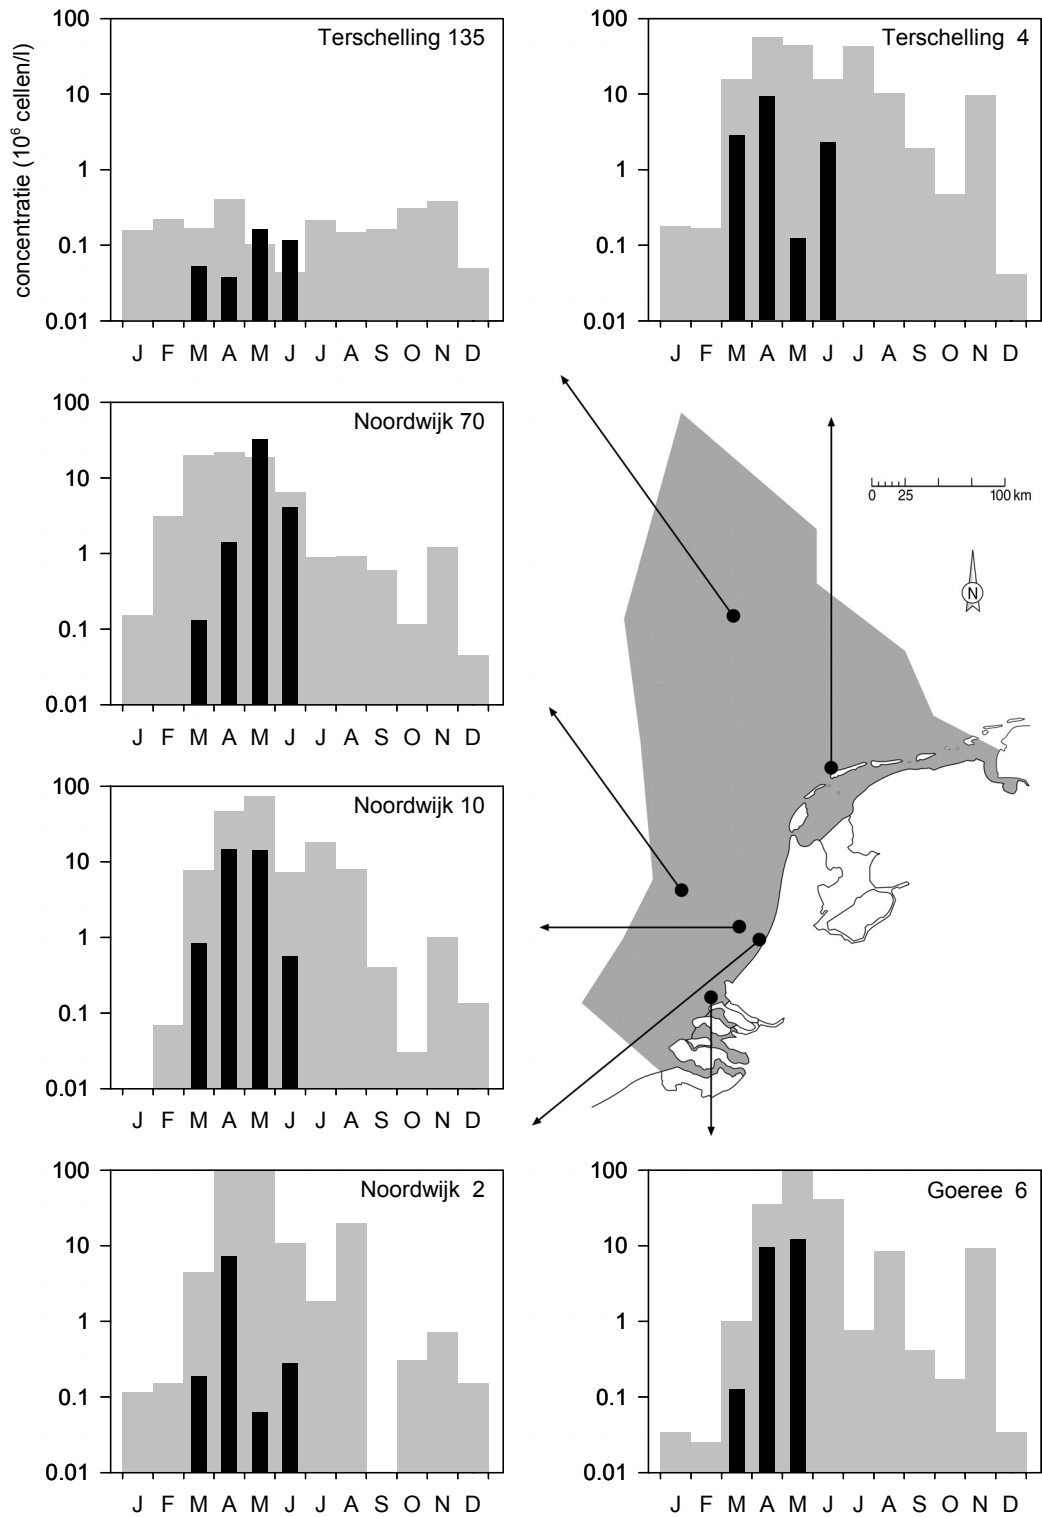 concentratie (10⁶ cellen/l)
Terschelling 135
100
10
1
0.1
0.01
J F M A M J J A S O N D
Terschelling 4
100
10
1
0.1
0.01
J F M A M J J A S O N D
Noordwijk 70
100
10
1
0.1
0.01
J F M A M J J A S O N D
0 25 100 km
N
Noordwijk 10
100
10
1
0.1
0.01
J F M A M J J A S O N D
Noordwijk 2
100
10
1
0.1
0.01
J F M A M J J A S O N D
Goeree 6
100
10
1
0.1
0.01
J F M A M J J A S O N D